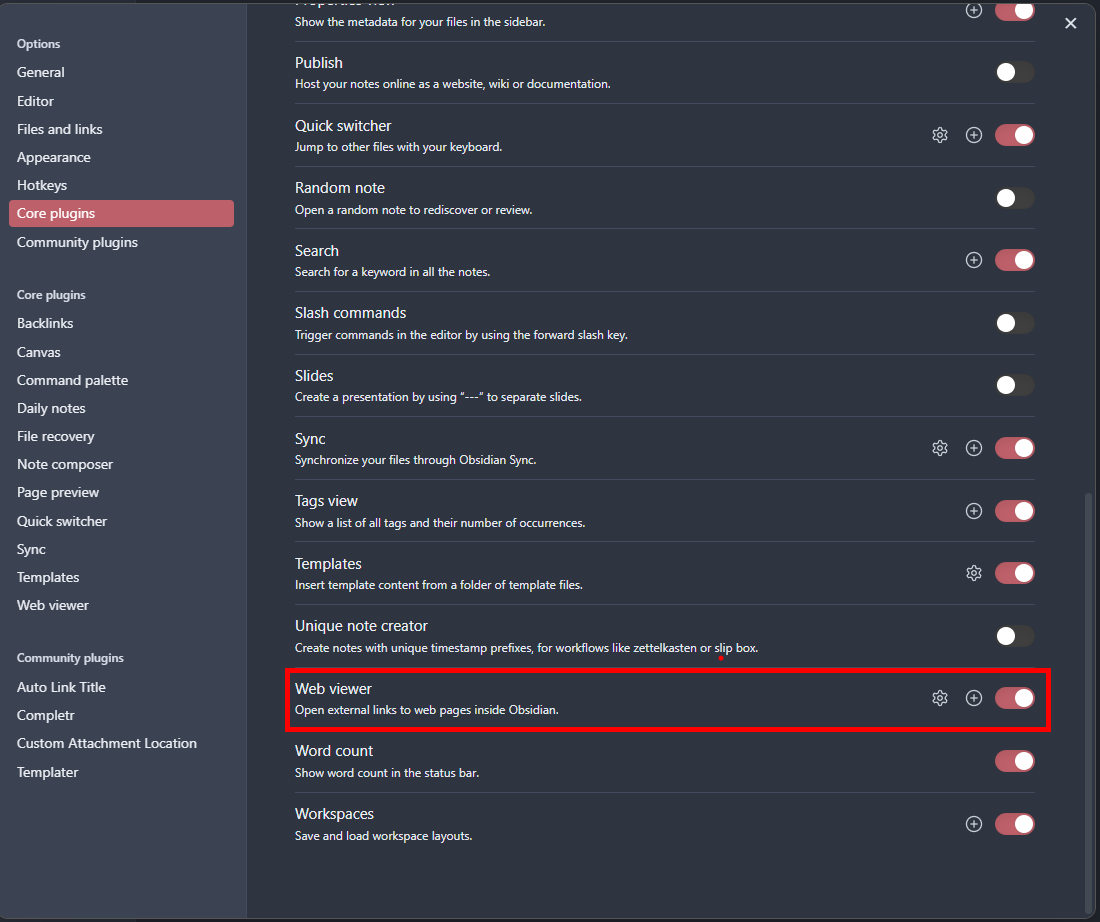 Options
General
Editor
Files and links
Appearance
Hotkeys
Core plugins
Community plugins
Core plugins
Backlinks
Canvas
Command palette
Daily notes
File recovery
Note composer
Page preview
Quick switcher
Sync
Templates
Web viewer
Community plugins
Auto Link Title
Completr
Custom Attachment Location
Templater
Properties view
Show the metadata for your files in the sidebar.
Publish
Host your notes online as a website, wiki or documentation.
Quick switcher
Jump to other files with your keyboard.
Random note
Open a random note to rediscover or review.
Search
Search for a keyword in all the notes.
Slash commands
Trigger commands in the editor by using the forward slash key.
Slides
Create a presentation by using “---” to separate slides.
Sync
Synchronize your files through Obsidian Sync.
Tags view
Show a list of all tags and their number of occurrences.
Templates
Insert template content from a folder of template files.
Unique note creator
Create notes with unique timestamp prefixes, for workflows like zettelkasten or slip box.
Web viewer
Open external links to web pages inside Obsidian.
Word count
Show word count in the status bar.
Workspaces
Save and load workspace layouts.